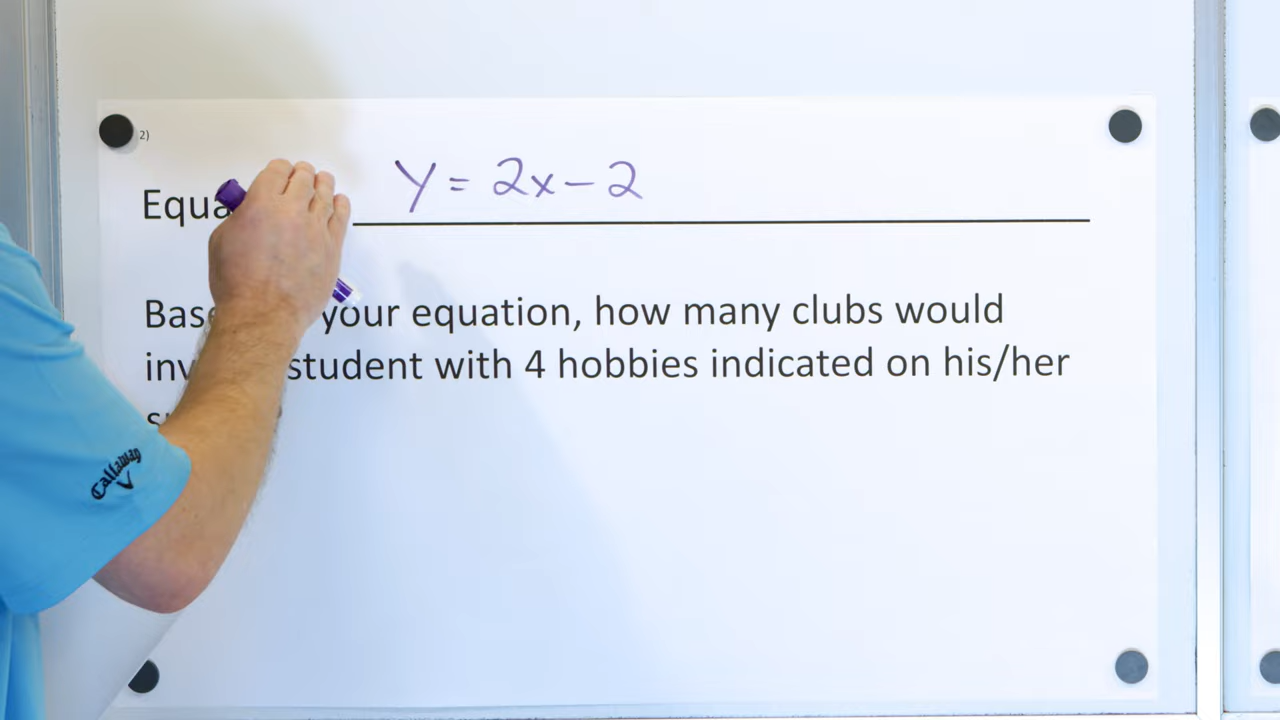 2)
Equa
y = 2x - 2
Bas your equation, how many clubs would
inv student with 4 hobbies indicated on his/her
Callaway